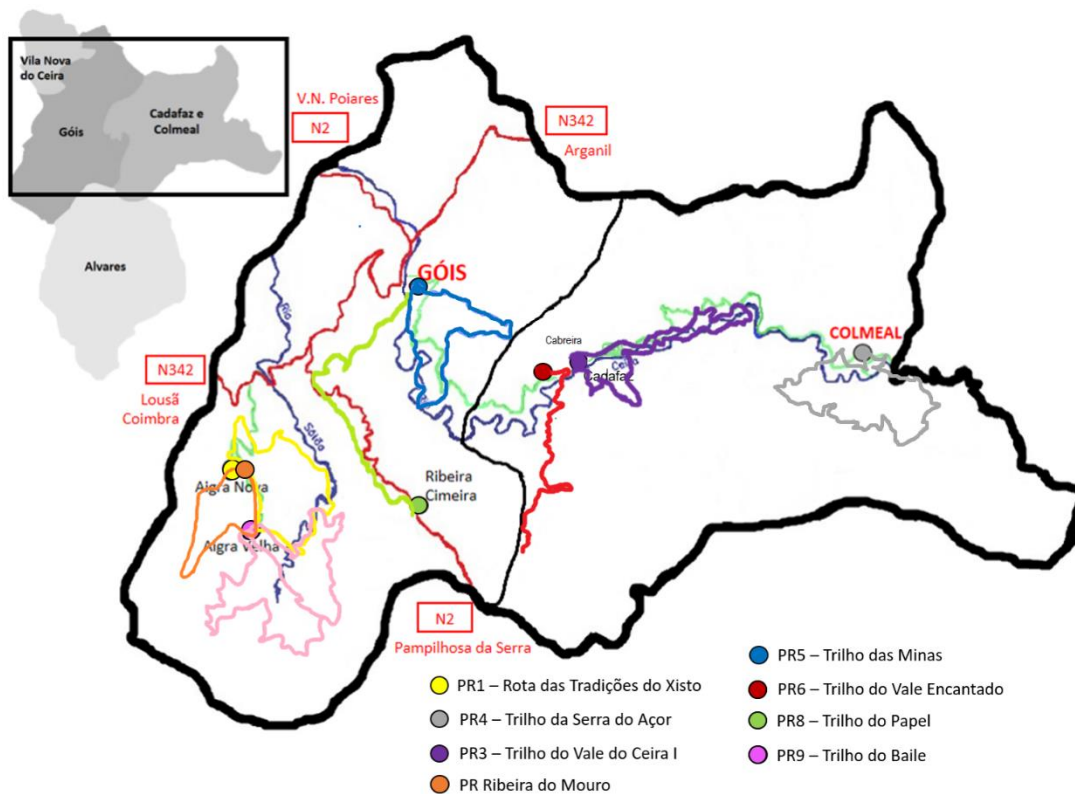 Vila Nova
do Ceira
Góis
Cadafaz e
Colmeal
Alvares
V.N. Poiares
N2
N342
Arganil
GÓIS
Rio
Cabreira
COLMEAL
Ceira
Cadafaz
N342
Lousã
Coimbra
Sótão
Aigra Nova
Ribeira
Cimeira
Aigra Velha
N2
Pampilhosa da Serra
PR1 – Rota das Tradições do Xisto
PR4 – Trilho da Serra do Açor
PR3 – Trilho do Vale do Ceira I
PR Ribeira do Mouro
PR5 – Trilho das Minas
PR6 – Trilho do Vale Encantado
PR8 – Trilho do Papel
PR9 – Trilho do Baile